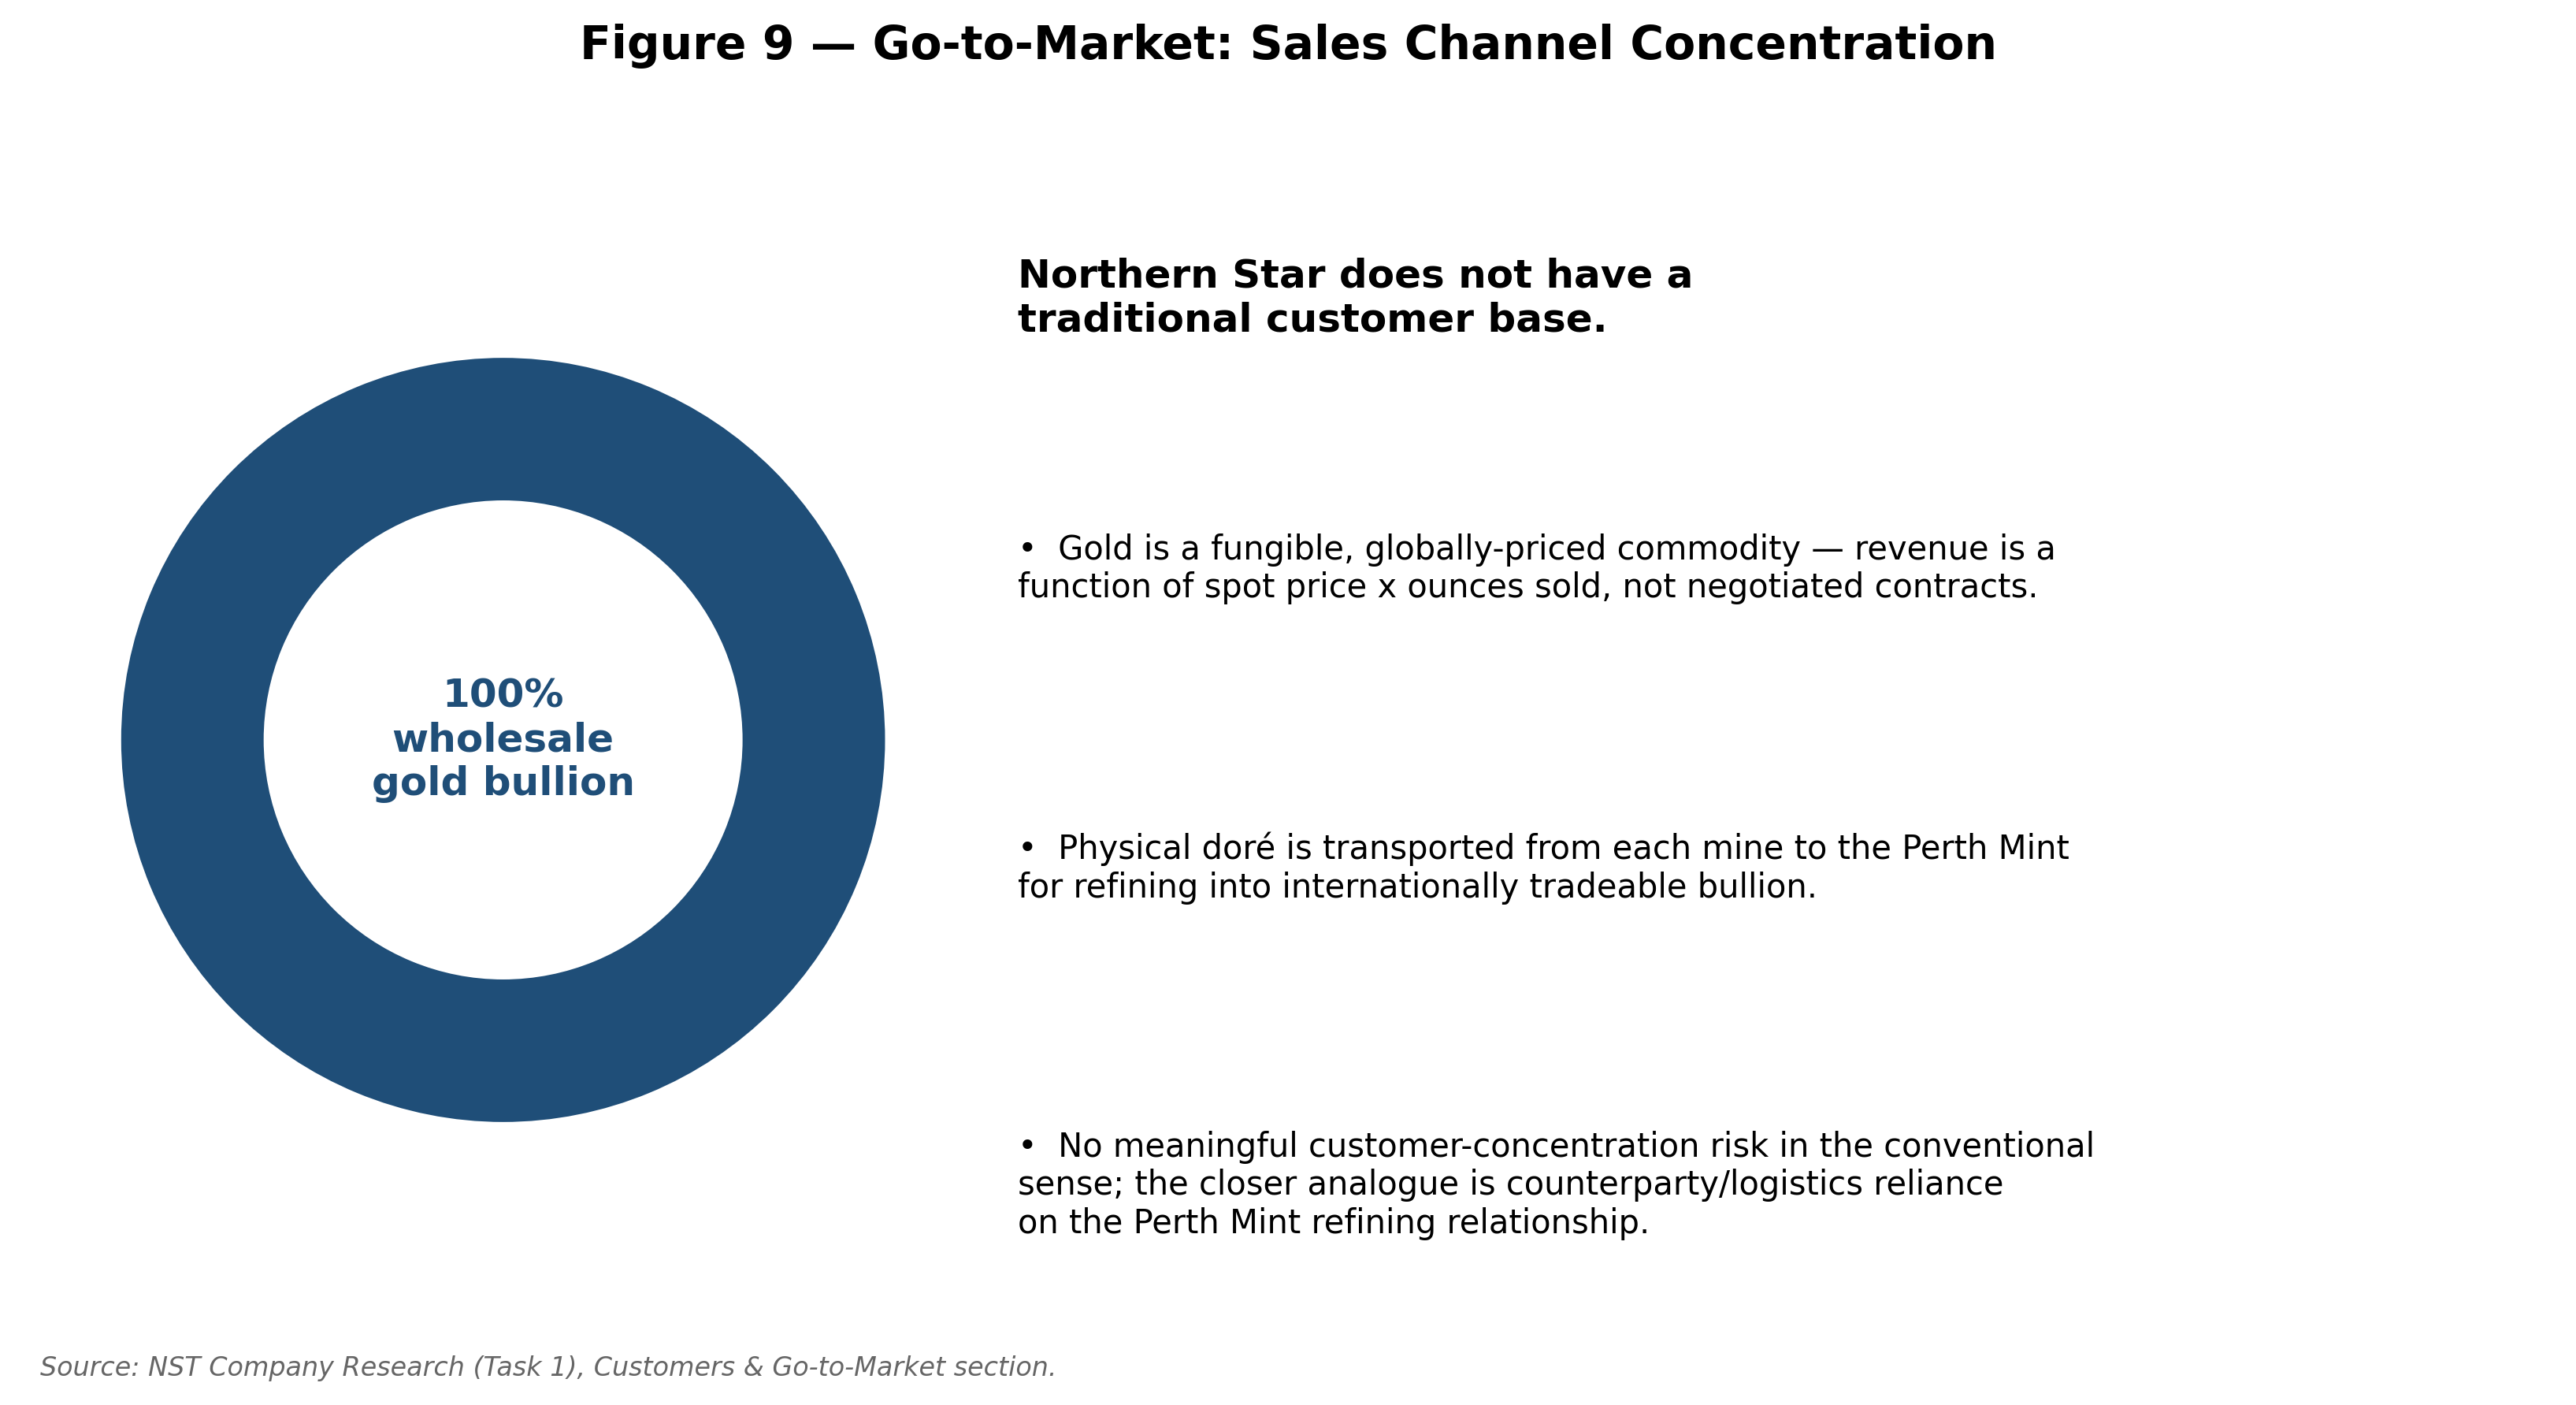 Figure 9 — Go-to-Market: Sales Channel Concentration
Northern Star does not have a
traditional customer base.
100%
wholesale
gold bullion
•  Gold is a fungible, globally-priced commodity — revenue is a
function of spot price x ounces sold, not negotiated contracts.
•  Physical doré is transported from each mine to the Perth Mint
for refining into internationally tradeable bullion.
•  No meaningful customer-concentration risk in the conventional
sense; the closer analogue is counterparty/logistics reliance
on the Perth Mint refining relationship.
Source: NST Company Research (Task 1), Customers & Go-to-Market section.